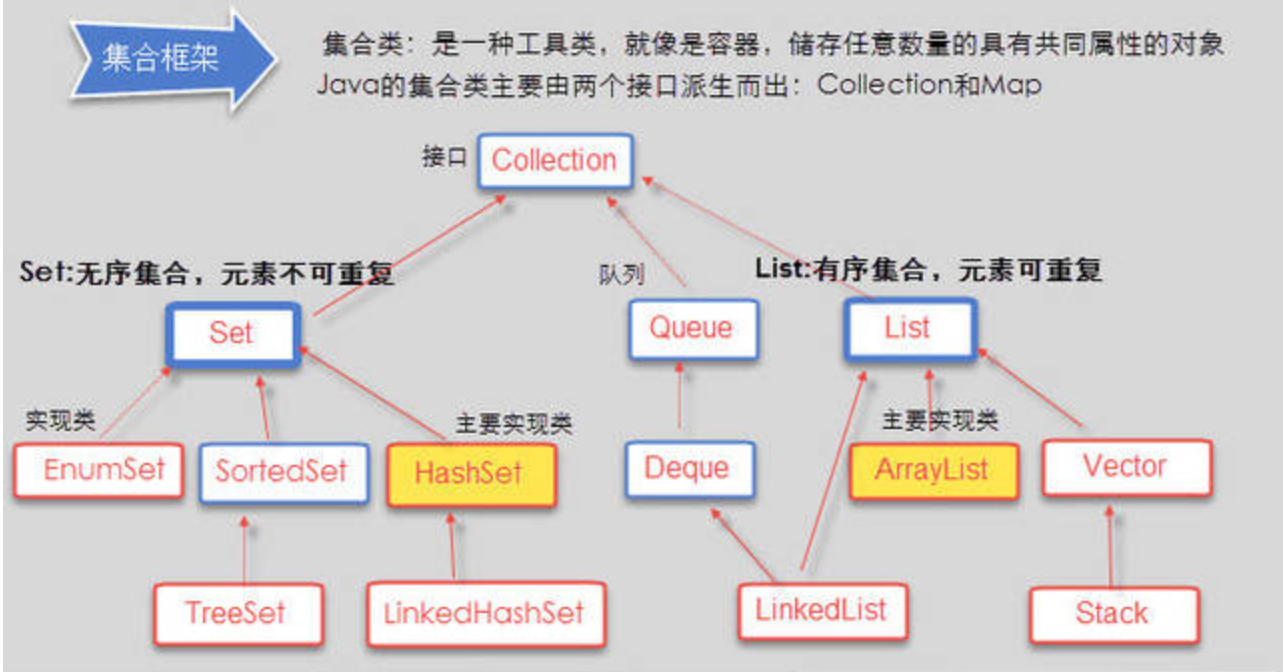 集合框架
集合类：是一种工具类，就像是容器，储存任意数量的具有共同属性的对象
Java的集合类主要由两个接口派生而出：Collection和Map
接口
Collection
Set:无序集合，元素不可重复
队列
List:有序集合，元素可重复
Set
Queue
List
实现类
主要实现类
主要实现类
EnumSet
SortedSet
HashSet
Deque
ArrayList
Vector
TreeSet
LinkedHashSet
LinkedList
Stack